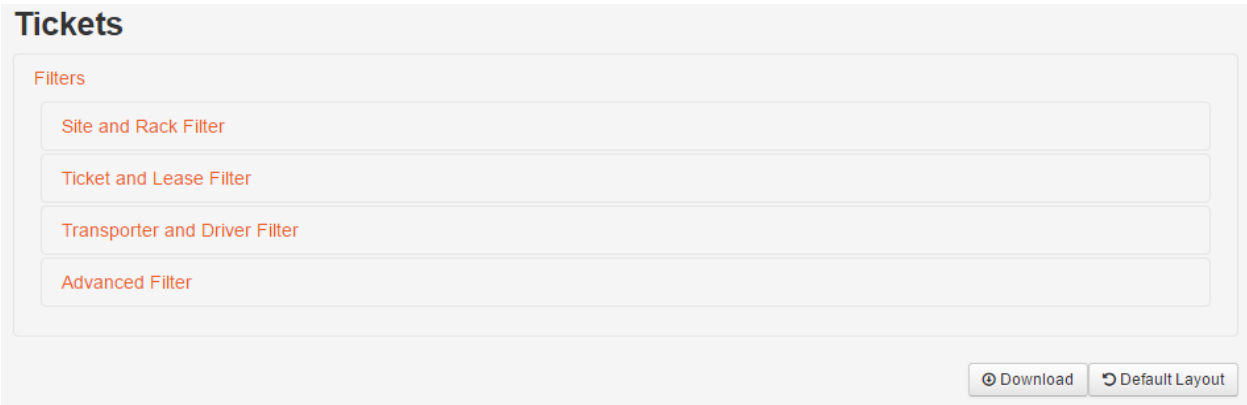 Tickets
Filters
Site and Rack Filter
Ticket and Lease Filter
Transporter and Driver Filter
Advanced Filter
Download Default Layout